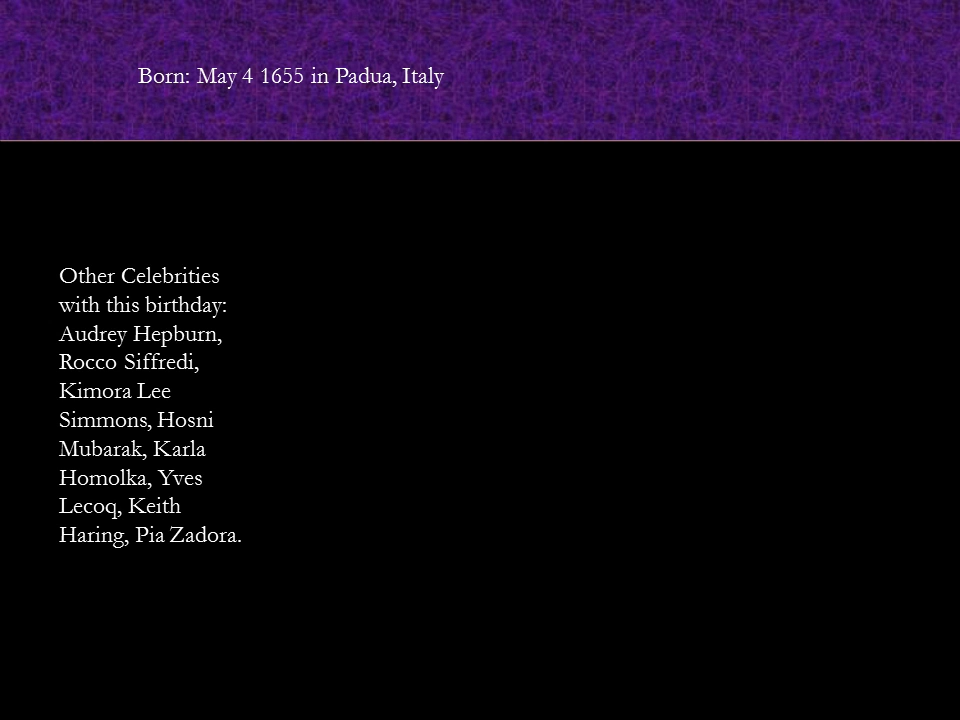 Born: May 4 1655 in Padua, Italy
Other Celebrities
with this birthday:
Audrey Hepburn,
Rocco Siffredi,
Kimora Lee
Simmons, Hosni
Mubarak, Karla
Homolka, Yves
Lecoq, Keith
Haring, Pia Zadora.